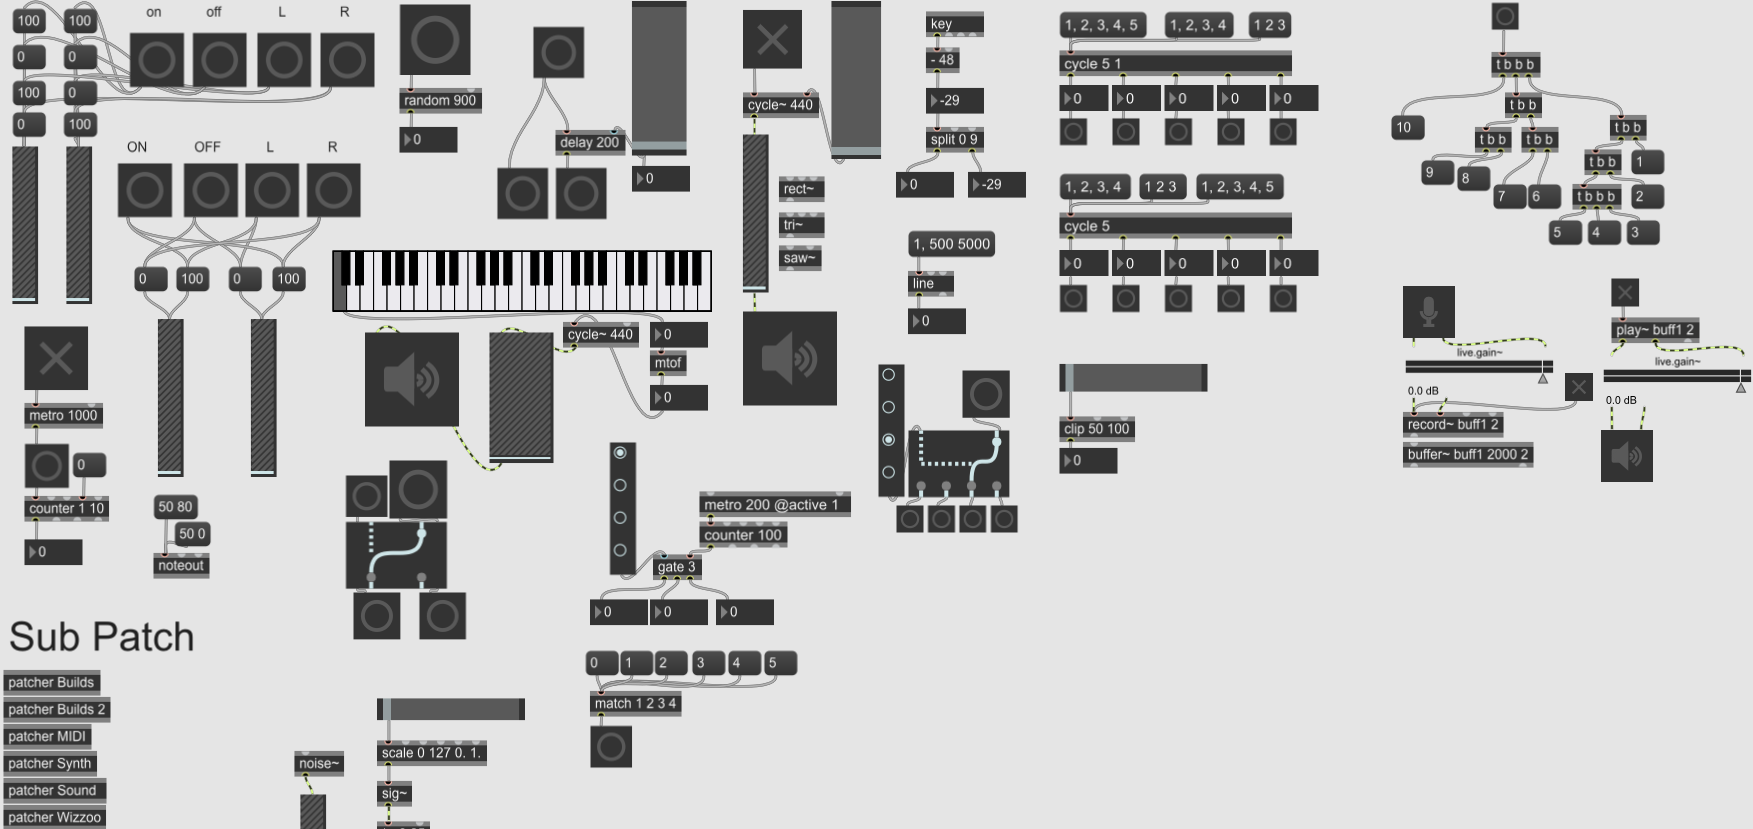 on off L R
100 100
0 0
100 0
0 100
ON OFF L R
0 100 0 100
metro 1000
0
counter 1 10
0
50 80
50 0
noteout
random 900
0
delay 200
0
cycle~ 440
rect~
tri~
saw~
cycle~ 440
0
mtof
0
key
- 48
-29
split 0 9
0 -29
1, 500 5000
line
0
1, 2, 3, 4, 5 1, 2, 3, 4 1 2 3
cycle 5 1
0 0 0 0 0
1, 2, 3, 4 1 2 3 1, 2, 3, 4, 5
cycle 5
0 0 0 0 0
clip 50 100
0
t b b b
t b b
10
t b b
t b b
t b b
9
8
7 6
t b b
1
t b b b
2
5 4 3
live.gain~
0.0 dB
record~ buff1 2
buffer~ buff1 2000 2
play~ buff1 2
live.gain~
0.0 dB
metro 200 @active 1
counter 100
gate 3
0 0 0
0 1 2 3 4 5
match 1 2 3 4
Sub Patch
patcher Builds
patcher Builds 2
patcher MIDI
patcher Synth
patcher Sound
patcher Wizzoo
noise~
scale 0 127 0. 1.
sig~